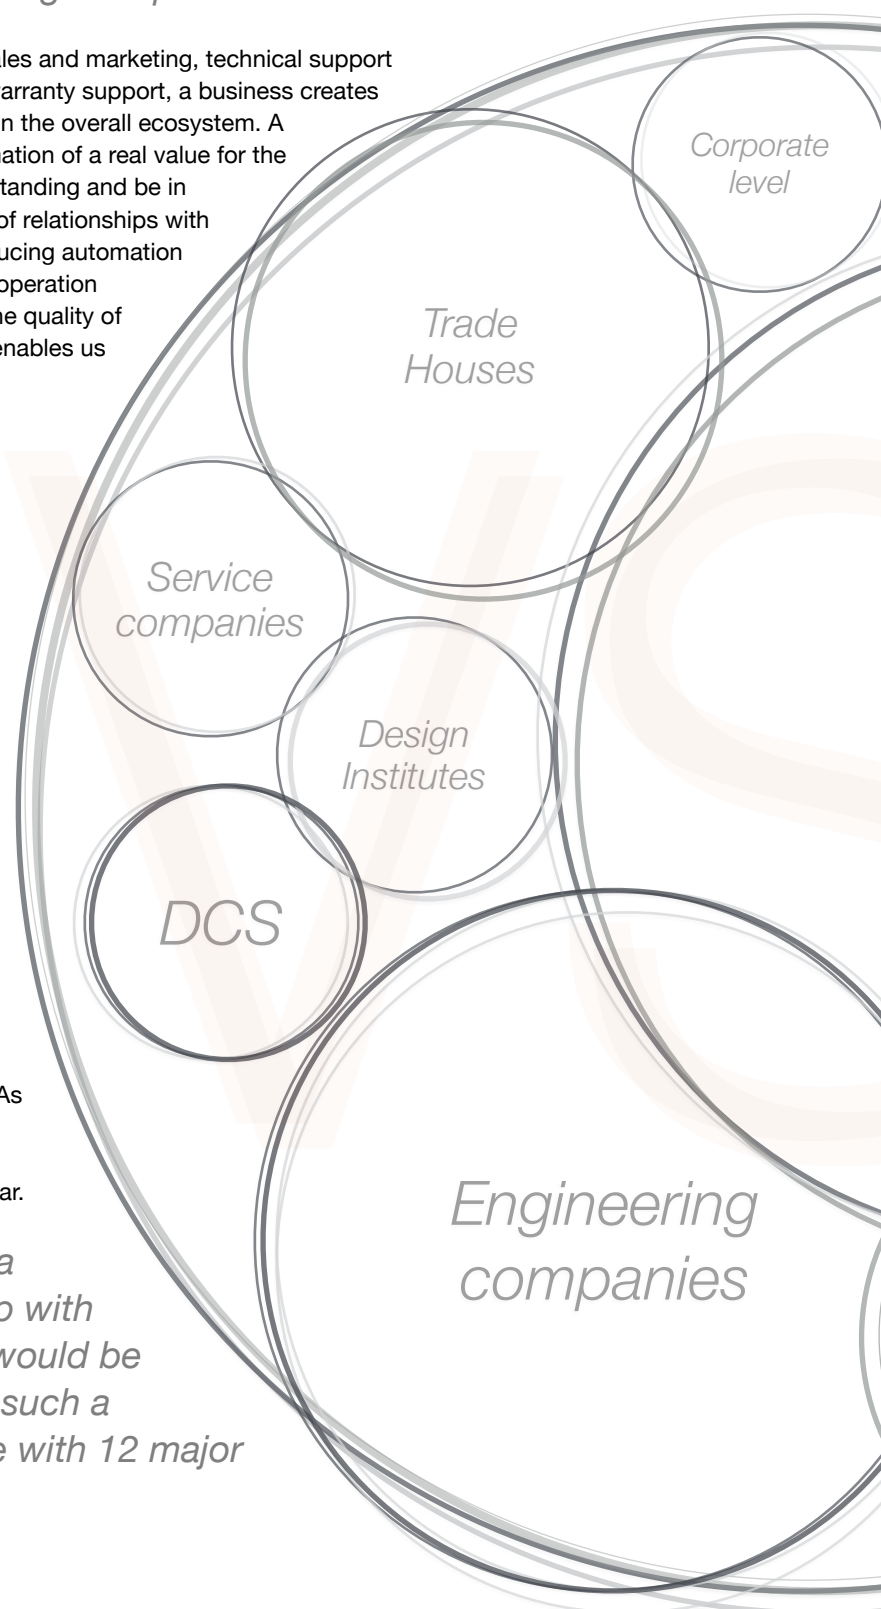 les and marketing, technical support
arranty support, a business creates
n the overall ecosystem. A
ation of a real value for the
tanding and be in
of relationships with
ucing automation
operation
e quality of
enables us
Corporate
level
Trade
Houses
Service
companies
Design
Institutes
DCS
VS
As
ar.
Engineering
companies
a
with
would be
such a
with 12 major